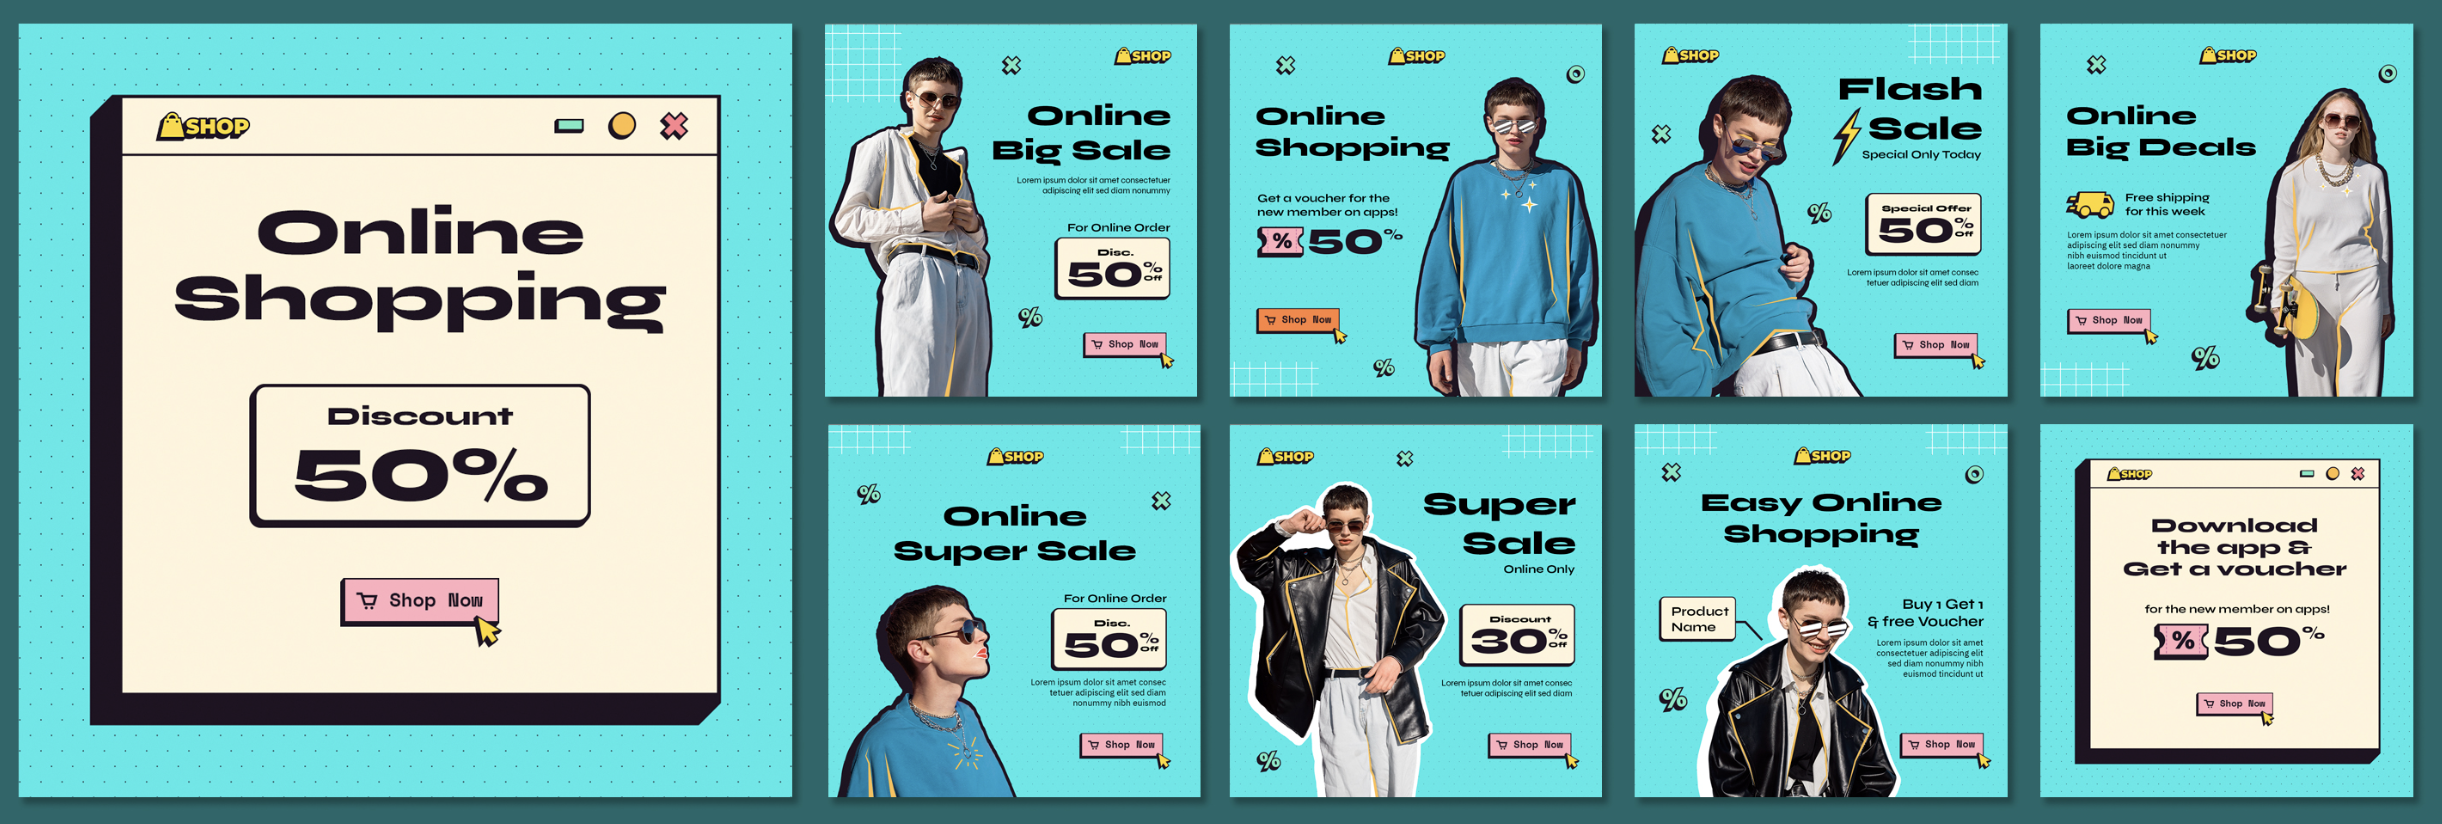 SHOP
Online
Shopping
Discount
50%
Shop Now
SHOP
Online
Big Sale
Lorem ipsum dolor sit amet consectetuer
adipiscing elit sed diam nonummy
For Online Order
Disc.
50%
Off
%
Shop Now
SHOP
Online
Shopping
Get a voucher for the
new member on apps!
% 50%
Shop Now
%
SHOP
Flash
Sale
Special Only Today
%
Special Offer
50%
Off
Lorem ipsum dolor sit amet consec
tetuer adipiscing elit sed diam
Shop Now
SHOP
Online
Big Deals
Free shipping
for this week
Lorem ipsum dolor sit amet consectetuer
adipiscing elit sed diam nonummy
nibh euismod tincidunt ut
laoreet dolore magna
Shop Now
%
SHOP
%
Online
Super Sale
For Online Order
Disc.
50%
Off
Lorem ipsum dolor sit amet consec
tetuer adipiscing elit sed diam
nonummy nibh euismod
Shop Now
SHOP
Super
Sale
Online Only
Discount
30%
Off
Lorem ipsum dolor sit amet consec
tetuer adipiscing elit sed diam
Shop Now
%
SHOP
Easy Online
Shopping
Product
Name
Buy 1 Get 1
& free Voucher
Lorem ipsum dolor sit amet
consectetuer adipiscing elit
sed diam nonummy nibh
euismod tincidunt ut
%
Shop Now
SHOP
Download
the app &
Get a voucher
for the new member on apps!
% 50%
Shop Now